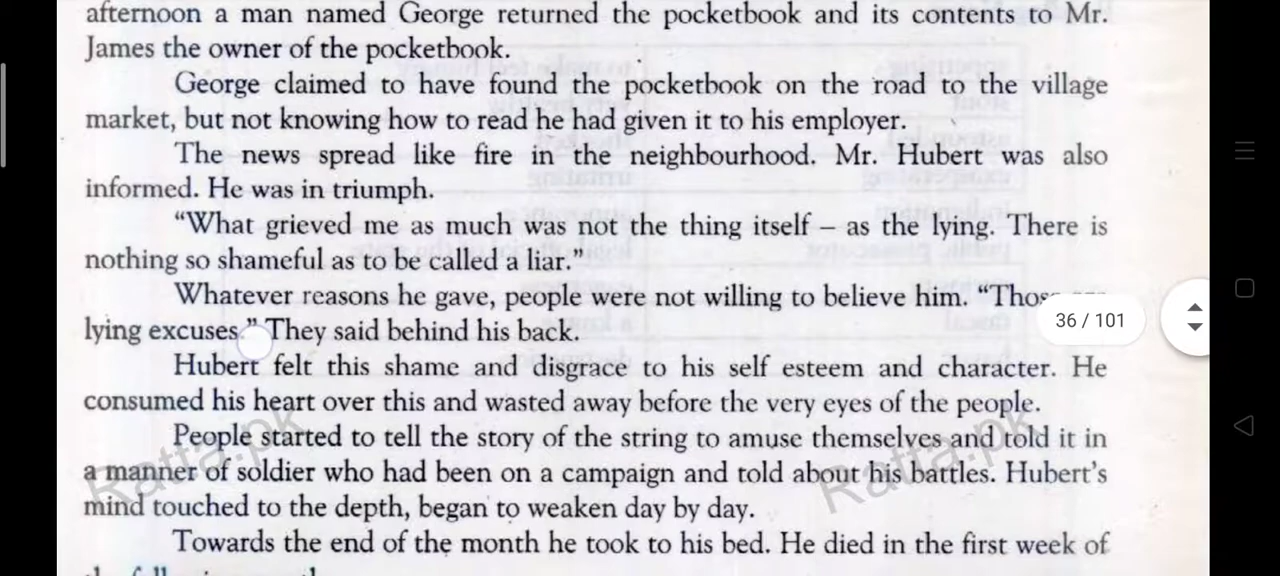 afternoon a man named George returned the pocketbook and its contents to Mr.
James the owner of the pocketbook.
George claimed to have found the pocketbook on the road to the village
market, but not knowing how to read he had given it to his employer.
The news spread like fire in the neighbourhood. Mr. Hubert was also
informed. He was in triumph.
“What grieved me as much was not the thing itself – as the lying. There is
nothing so shameful as to be called a liar.”
Whatever reasons he gave, people were not willing to believe him. “Those
36 / 101
lying excuses.” They said behind his back.
Hubert felt this shame and disgrace to his self esteem and character. He
consumed his heart over this and wasted away before the very eyes of the people.
People started to tell the story of the string to amuse themselves and told it in
a manner of soldier who had been on a campaign and told about his battles. Hubert’s
mind touched to the depth, began to weaken day by day.
Ratta.pk
Ratta.pk
Towards the end of the month he took to his bed. He died in the first week of